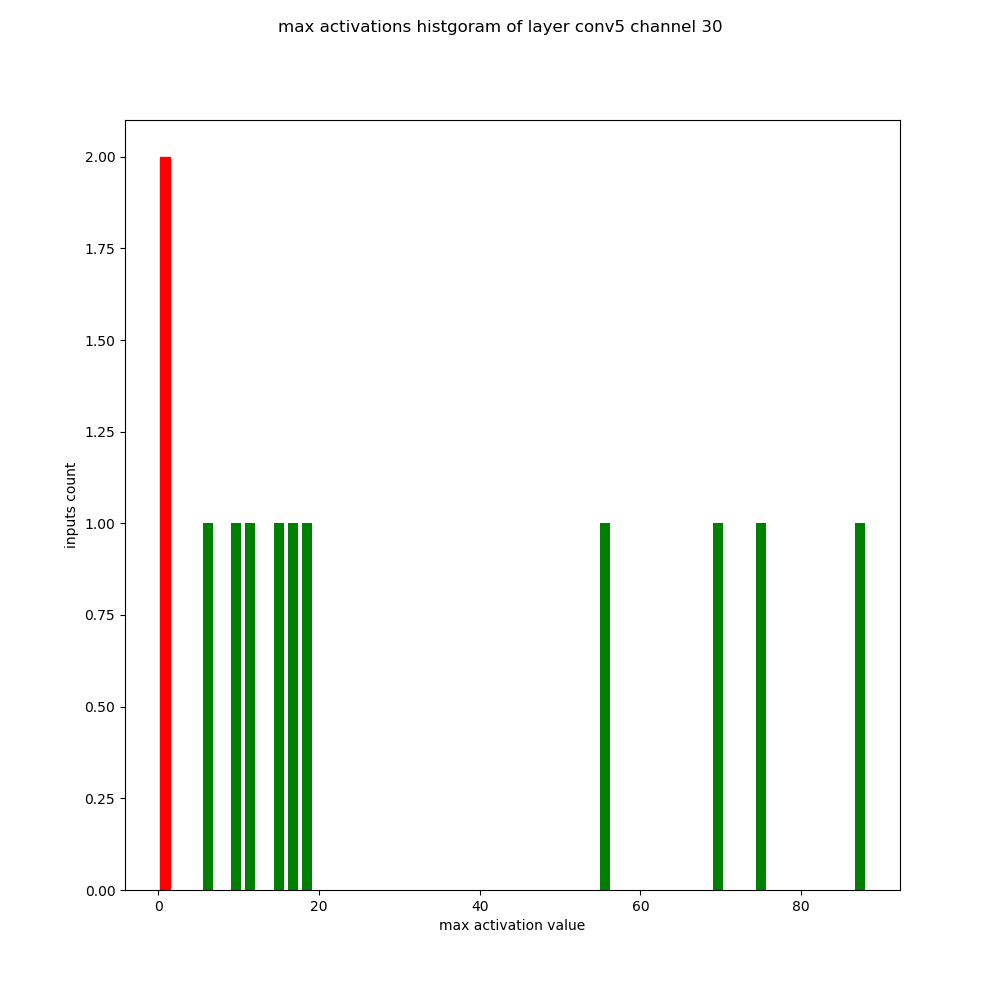 max activations histgoram of layer conv5 channel 30
2.00
1.75
1.50
1.25
1.00
0.75
0.50
0.25
0.00
inputs count
0 20 40 60 80
max activation value